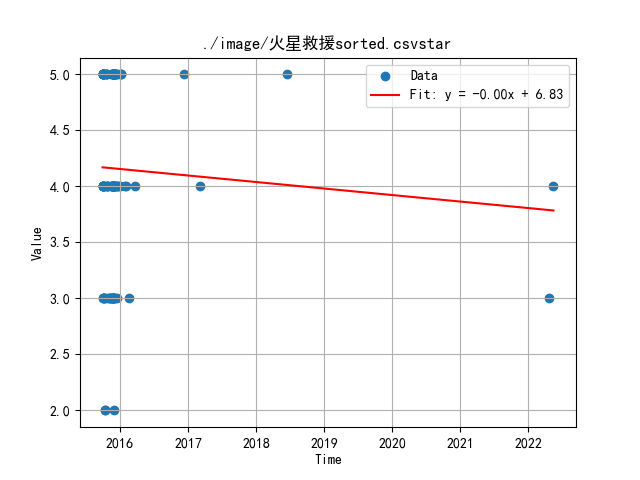 ./image/火星救援sorted.csvstar
Data
Fit: y = -0.00x + 6.83
Value
5.0
4.5
4.0
3.5
3.0
2.5
2.0
2016 2017 2018 2019 2020 2021 2022
Time